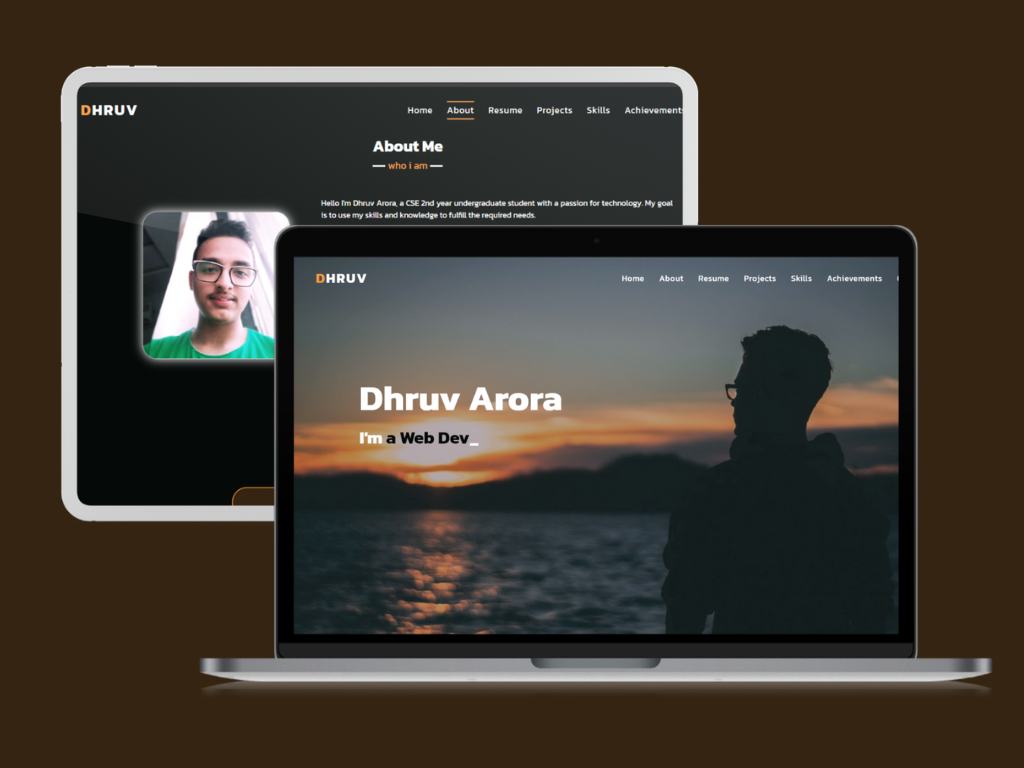 DHRUV
Home About Resume Projects Skills Achievements
About Me
who i am
Hello I'm Dhruv Arora, a CSE 2nd year undergraduate student with a passion for technology. My goal
is to use my skills and knowledge to fulfill the required needs.
DHRUV
Home About Resume Projects Skills Achievements
Dhruv Arora
I'm a Web Dev_